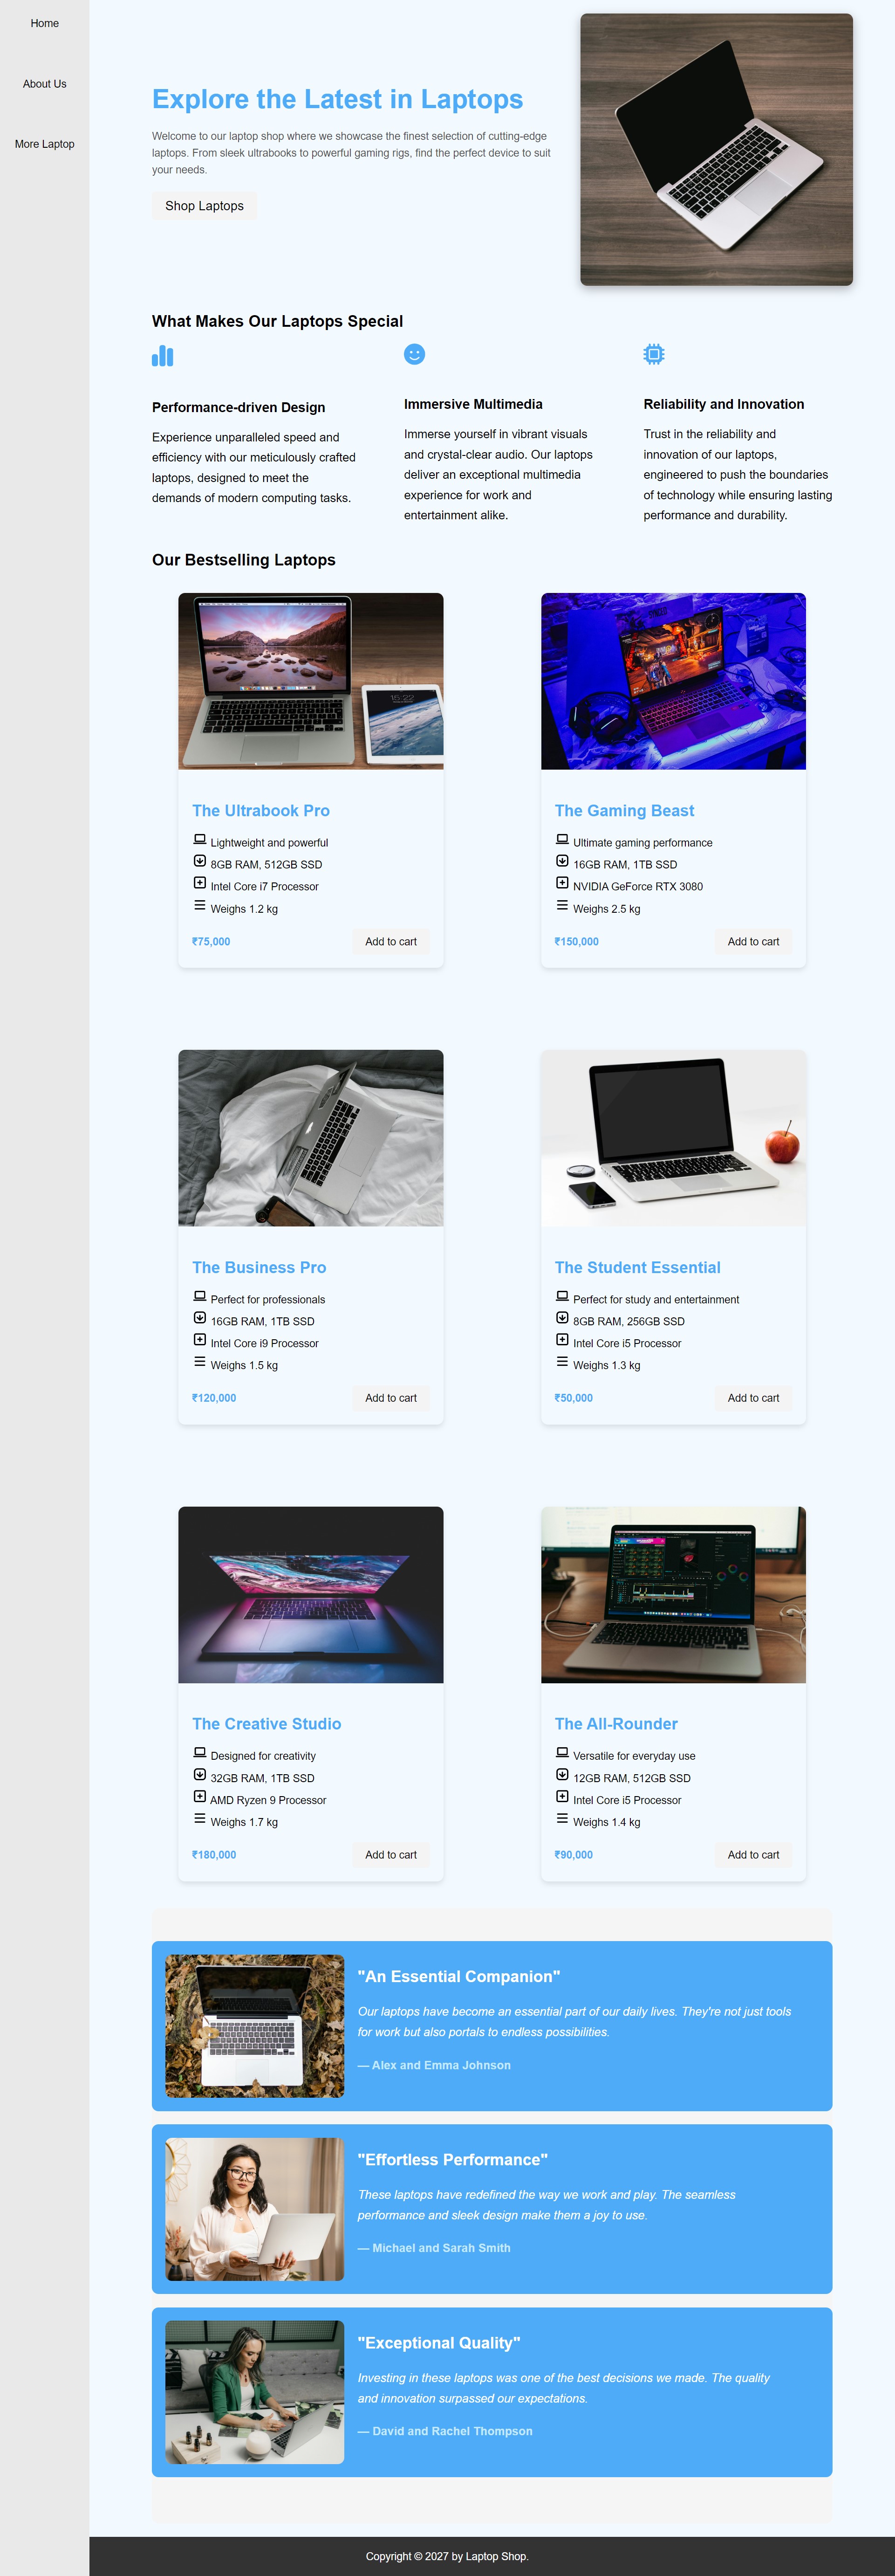 Home
About Us
More Laptop
Explore the Latest in Laptops
Welcome to our laptop shop where we showcase the finest selection of cutting-edge
laptops. From sleek ultrabooks to powerful gaming rigs, find the perfect device to suit
your needs.
Shop Laptops
What Makes Our Laptops Special
Performance-driven Design
Experience unparalleled speed and
efficiency with our meticulously crafted
laptops, designed to meet the
demands of modern computing tasks.
Immersive Multimedia
Immerse yourself in vibrant visuals
and crystal-clear audio. Our laptops
deliver an exceptional multimedia
experience for work and
entertainment alike.
Reliability and Innovation
Trust in the reliability and
innovation of our laptops,
engineered to push the boundaries
of technology while ensuring lasting
performance and durability.
Our Bestselling Laptops
15:22
The Ultrabook Pro
Lightweight and powerful
8GB RAM, 512GB SSD
Intel Core i7 Processor
Weighs 1.2 kg
₹75,000
Add to cart
The Gaming Beast
Ultimate gaming performance
16GB RAM, 1TB SSD
NVIDIA GeForce RTX 3080
Weighs 2.5 kg
₹150,000
Add to cart
The Business Pro
Perfect for professionals
16GB RAM, 1TB SSD
Intel Core i9 Processor
Weighs 1.5 kg
₹120,000
Add to cart
The Student Essential
Perfect for study and entertainment
8GB RAM, 256GB SSD
Intel Core i5 Processor
Weighs 1.3 kg
₹50,000
Add to cart
The Creative Studio
Designed for creativity
32GB RAM, 1TB SSD
AMD Ryzen 9 Processor
Weighs 1.7 kg
₹180,000
Add to cart
The All-Rounder
Versatile for everyday use
12GB RAM, 512GB SSD
Intel Core i5 Processor
Weighs 1.4 kg
₹90,000
Add to cart
"An Essential Companion"
Our laptops have become an essential part of our daily lives. They're not just tools
for work but also portals to endless possibilities.
— Alex and Emma Johnson
"Effortless Performance"
These laptops have redefined the way we work and play. The seamless
performance and sleek design make them a joy to use.
— Michael and Sarah Smith
"Exceptional Quality"
Investing in these laptops was one of the best decisions we made. The quality
and innovation surpassed our expectations.
— David and Rachel Thompson
Copyright © 2027 by Laptop Shop.